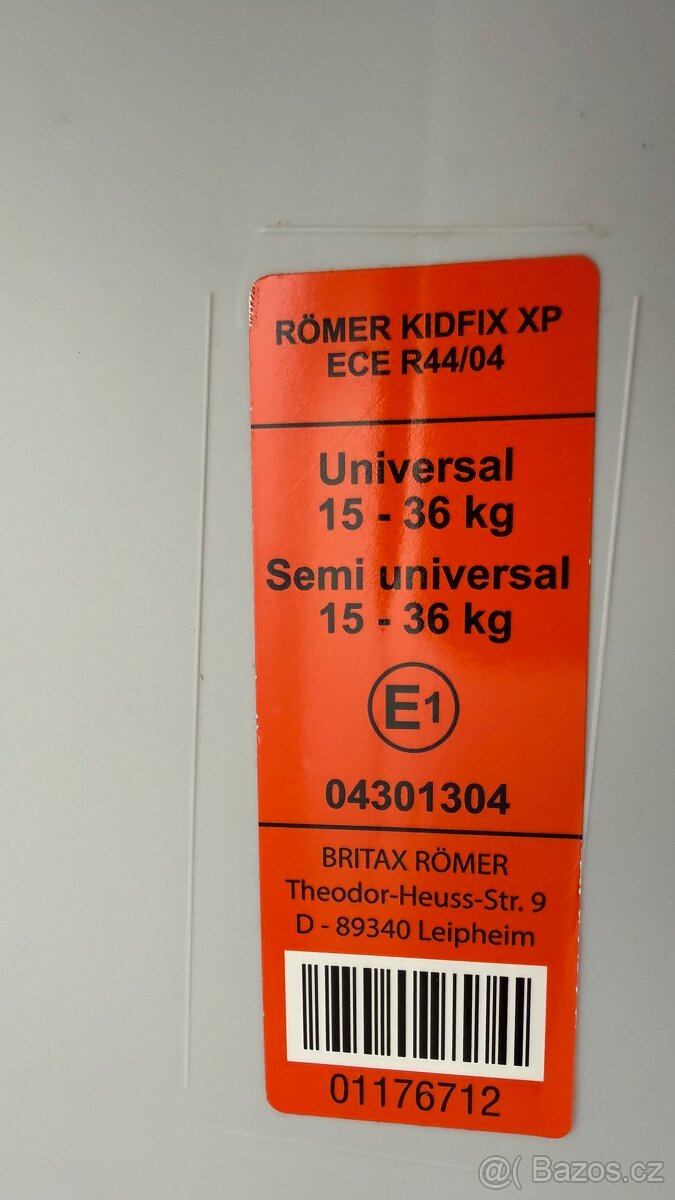 RÖMER KIDFIX XP
ECE R44/04
Universal
15 - 36 kg
Semi universal
15 - 36 kg
E1
04301304
BRITAX RÖMER
Theodor-Heuss-Str. 9
D - 89340 Leipheim
01176712
@( Bazos.cz